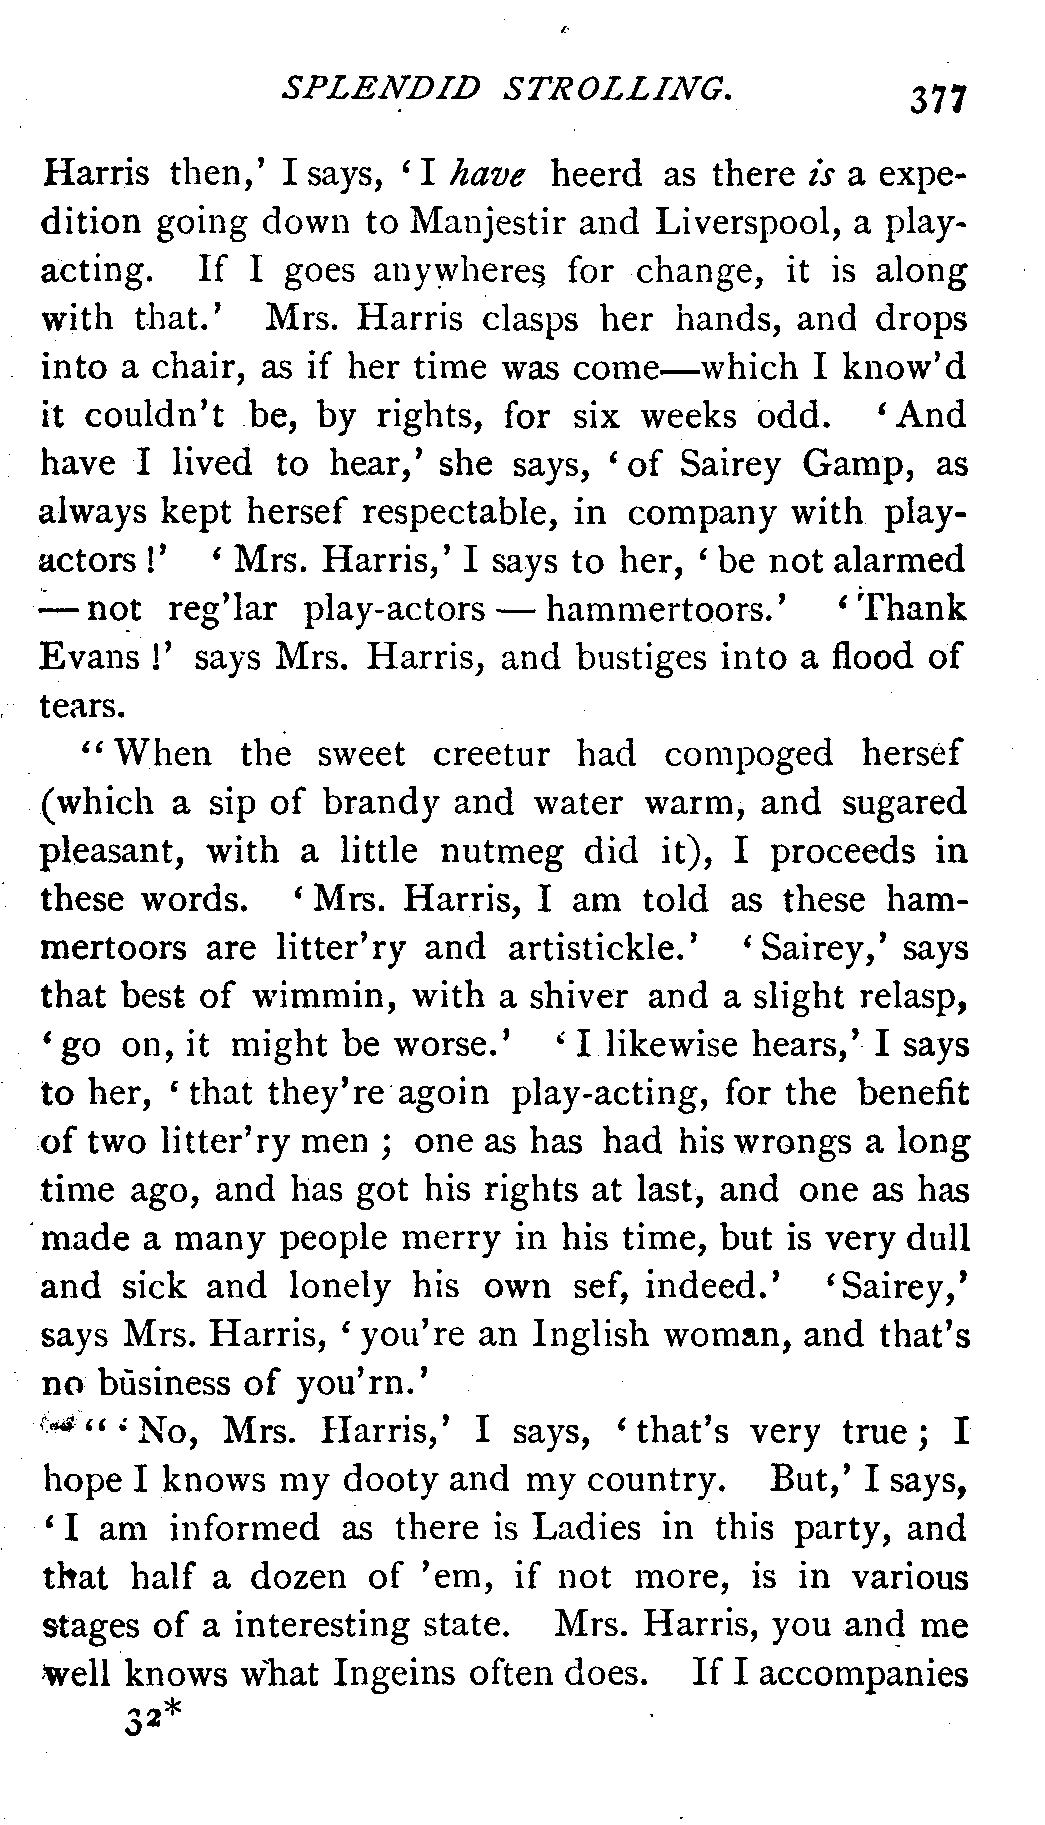 SPLENDID STROLLING. 377
Harris then,' I says, 'I have heerd as there is a expe-
dition going down to Manjestir and Liverspool, a play-
acting. If I goes anywheres for change, it is along
with that.' Mrs. Harris clasps her hands, and drops
into a chair, as if her time was come—which I know'd
it couldn't be, by rights, for six weeks odd. 'And
have I lived to hear,' she says, 'of Sairey Gamp, as
always kept hersef respectable, in company with play-
actors!' 'Mrs. Harris,' I says to her, 'be not alarmed
—not reg'lar play-actors—hammertoors.' 'Thank
Evans!' says Mrs. Harris, and bustiges into a flood of
tears.
"When the sweet creetur had compoged hersef
(which a sip of brandy and water warm, and sugared
pleasant, with a little nutmeg did it), I proceeds in
these words. 'Mrs. Harris, I am told as these ham-
mertoors are litter'ry and artistickle.' 'Sairey,' says
that best of wimmin, with a shiver and a slight relasp,
'go on, it might be worse.' 'I likewise hears,' I says
to her, 'that they're agoin play-acting, for the benefit
of two litter'ry men; one as has had his wrongs a long
time ago, and has got his rights at last, and one as has
made a many people merry in his time, but is very dull
and sick and lonely his own sef, indeed.' 'Sairey,'
says Mrs. Harris, 'you're an Inglish woman, and that's
no business of you'rn.'
"'No, Mrs. Harris,' I says, 'that's very true; I
hope I knows my dooty and my country. But,' I says,
'I am informed as there is Ladies in this party, and
that half a dozen of 'em, if not more, is in various
stages of a interesting state. Mrs. Harris, you and me
well knows what Ingeins often does. If I accompanies
32*